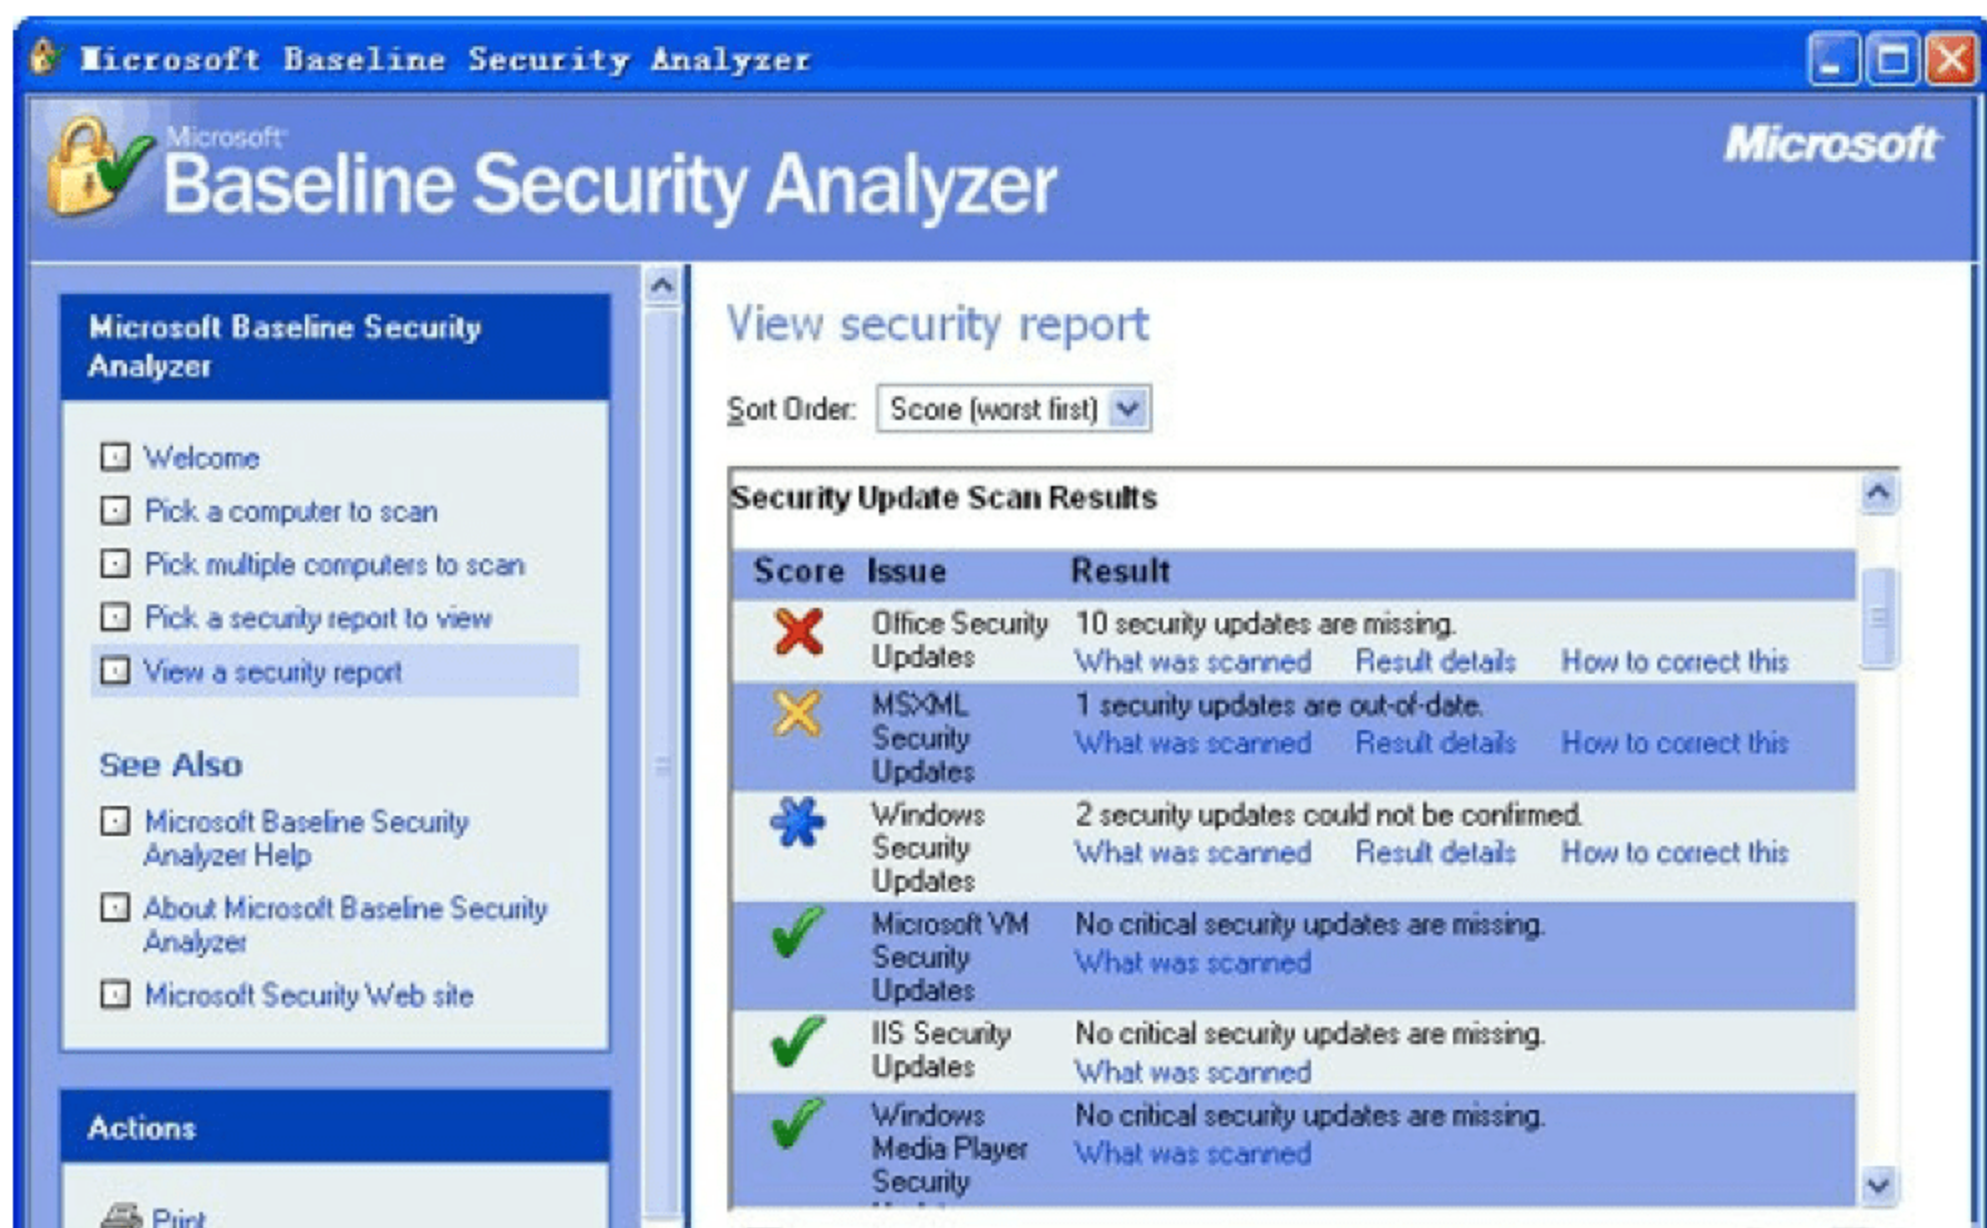 Microsoft Baseline Security Analyzer
Microsoft
Baseline Security Analyzer
Microsoft
Microsoft Baseline Security
Analyzer
Welcome
Pick a computer to scan
Pick multiple computers to scan
Pick a security report to view
View a security report
See Also
Microsoft Baseline Security
Analyzer Help
About Microsoft Baseline Security
Analyzer
Microsoft Security Web site
Actions
Print
View security report
Sort Order: Score (worst first)
Security Update Scan Results
Score Issue Result
Office Security 10 security updates are missing.
Updates What was scanned Result details How to correct this
MSXML 1 security updates are out-of-date.
Security What was scanned Result details How to correct this
Updates
Windows 2 security updates could not be confirmed.
Security What was scanned Result details How to correct this
Updates
Microsoft VM No critical security updates are missing.
Security What was scanned
Updates
IIS Security No critical security updates are missing.
Updates What was scanned
Windows No critical security updates are missing.
Media Player What was scanned
Security